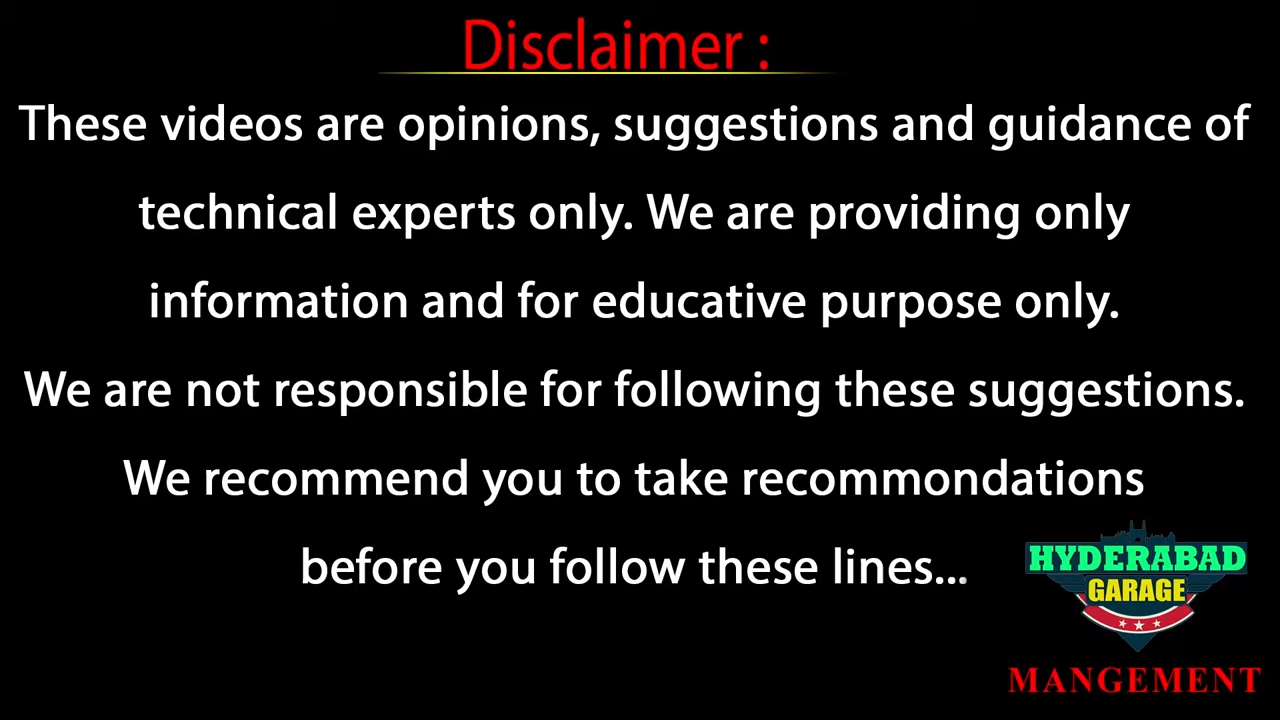 Disclaimer :
These videos are opinions, suggestions and guidance of
technical experts only. We are providing only
information and for educative purpose only.
We are not responsible for following these suggestions.
We recommend you to take recommondations
before you follow these lines...
HYDERABAD
GARAGE
MANGEMENT